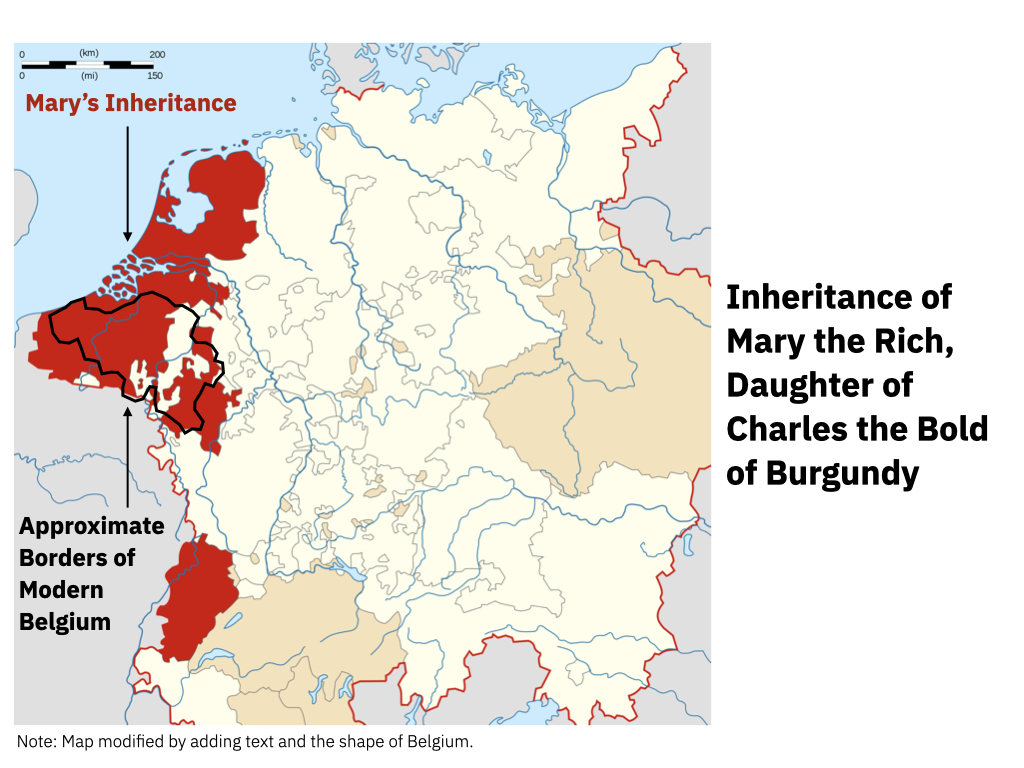 0 (km) 200
0 (mi) 150
Mary’s Inheritance
Inheritance of
Mary the Rich,
Daughter of
Charles the Bold
of Burgundy
Approximate
Borders of
Modern
Belgium
Note: Map modified by adding text and the shape of Belgium.